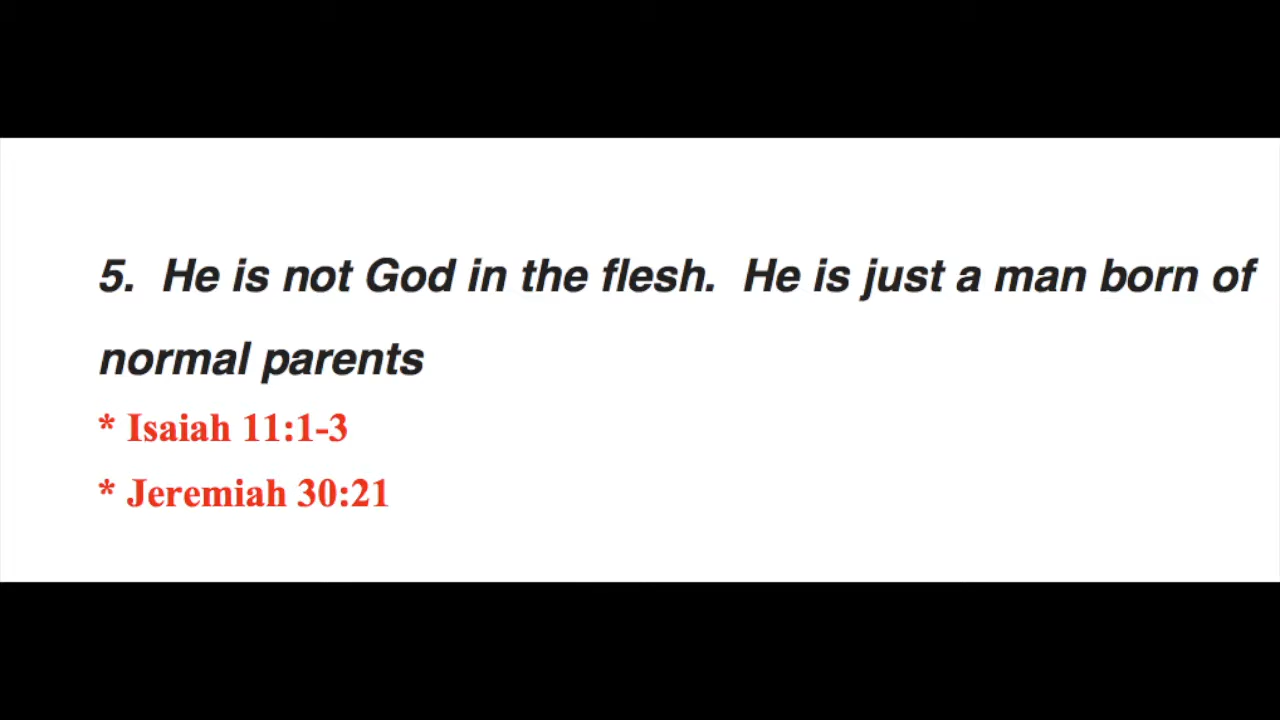 5.  He is not God in the flesh.  He is just a man born of
normal parents
* Isaiah 11:1-3
* Jeremiah 30:21